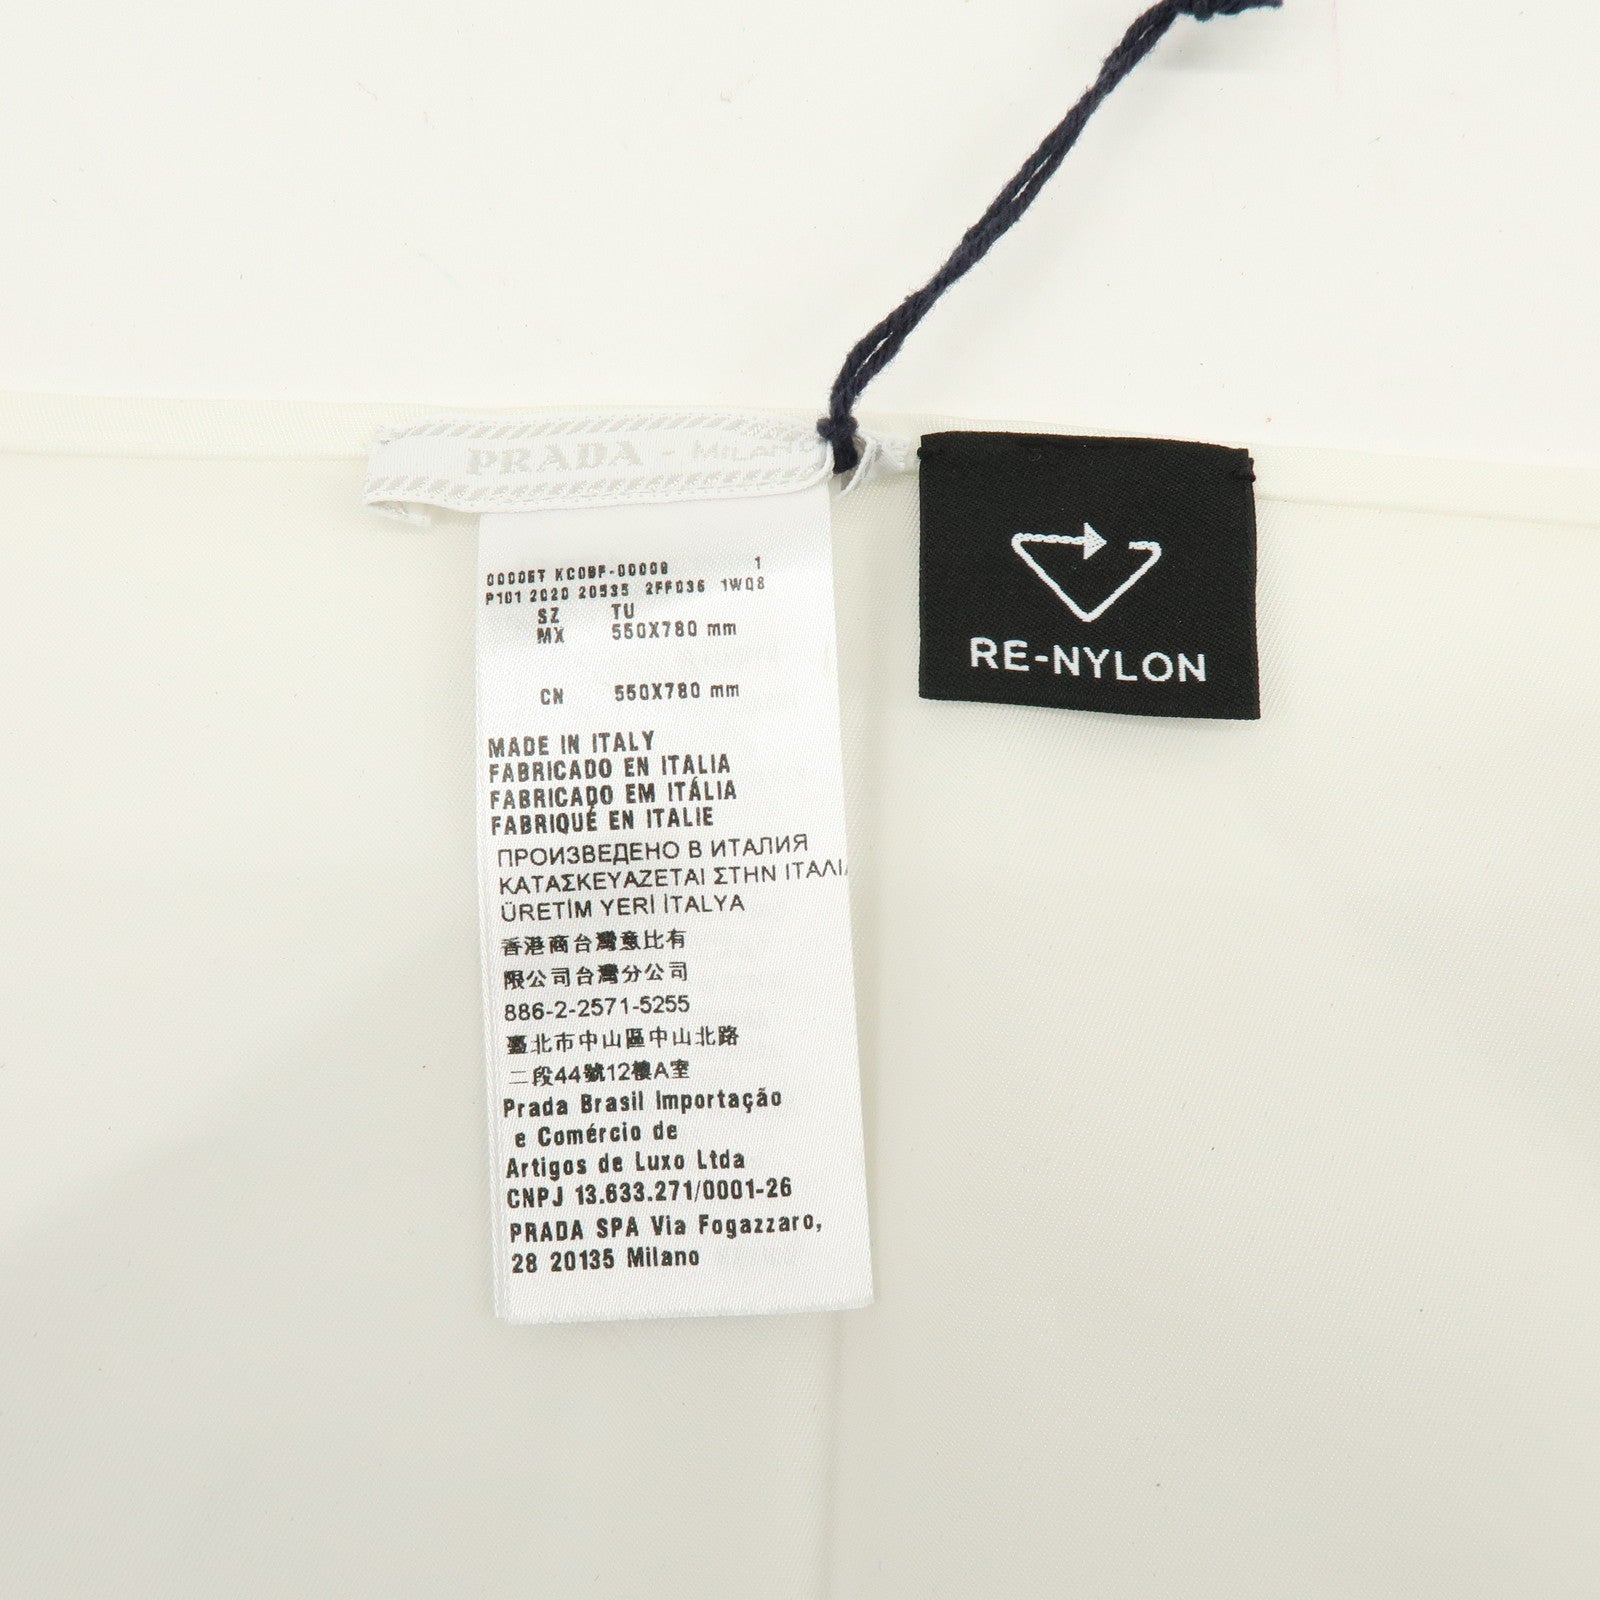 PRADA - MILANO
RE-NYLON
P101 2020 20535 2FF036 1WQ8
SZ TU
MX 550X780 mm
CN 550X780 mm
MADE IN ITALY
FABRICADO EN ITALIA
FABRICADO EM ITÁLIA
FABRIQUÉ EN ITALIE
ПРОИЗВЕДЕНО В ИТАЛИЯ
ΚΑΤΑΣΚΕΥΑΖΕΤΑΙ ΣΤΗΝ ΙΤΑΛΙ
ÜRETİM YERİ İTALYA
香港商台灣意比有
限公司台灣分公司
886-2-2571-5255
臺北市中山區中山北路
二段44號12樓A室
Prada Brasil Importação
e Comércio de
Artigos de Luxo Ltda
CNPJ 13.633.271/0001-26
PRADA SPA Via Fogazzaro,
28 20135 Milano